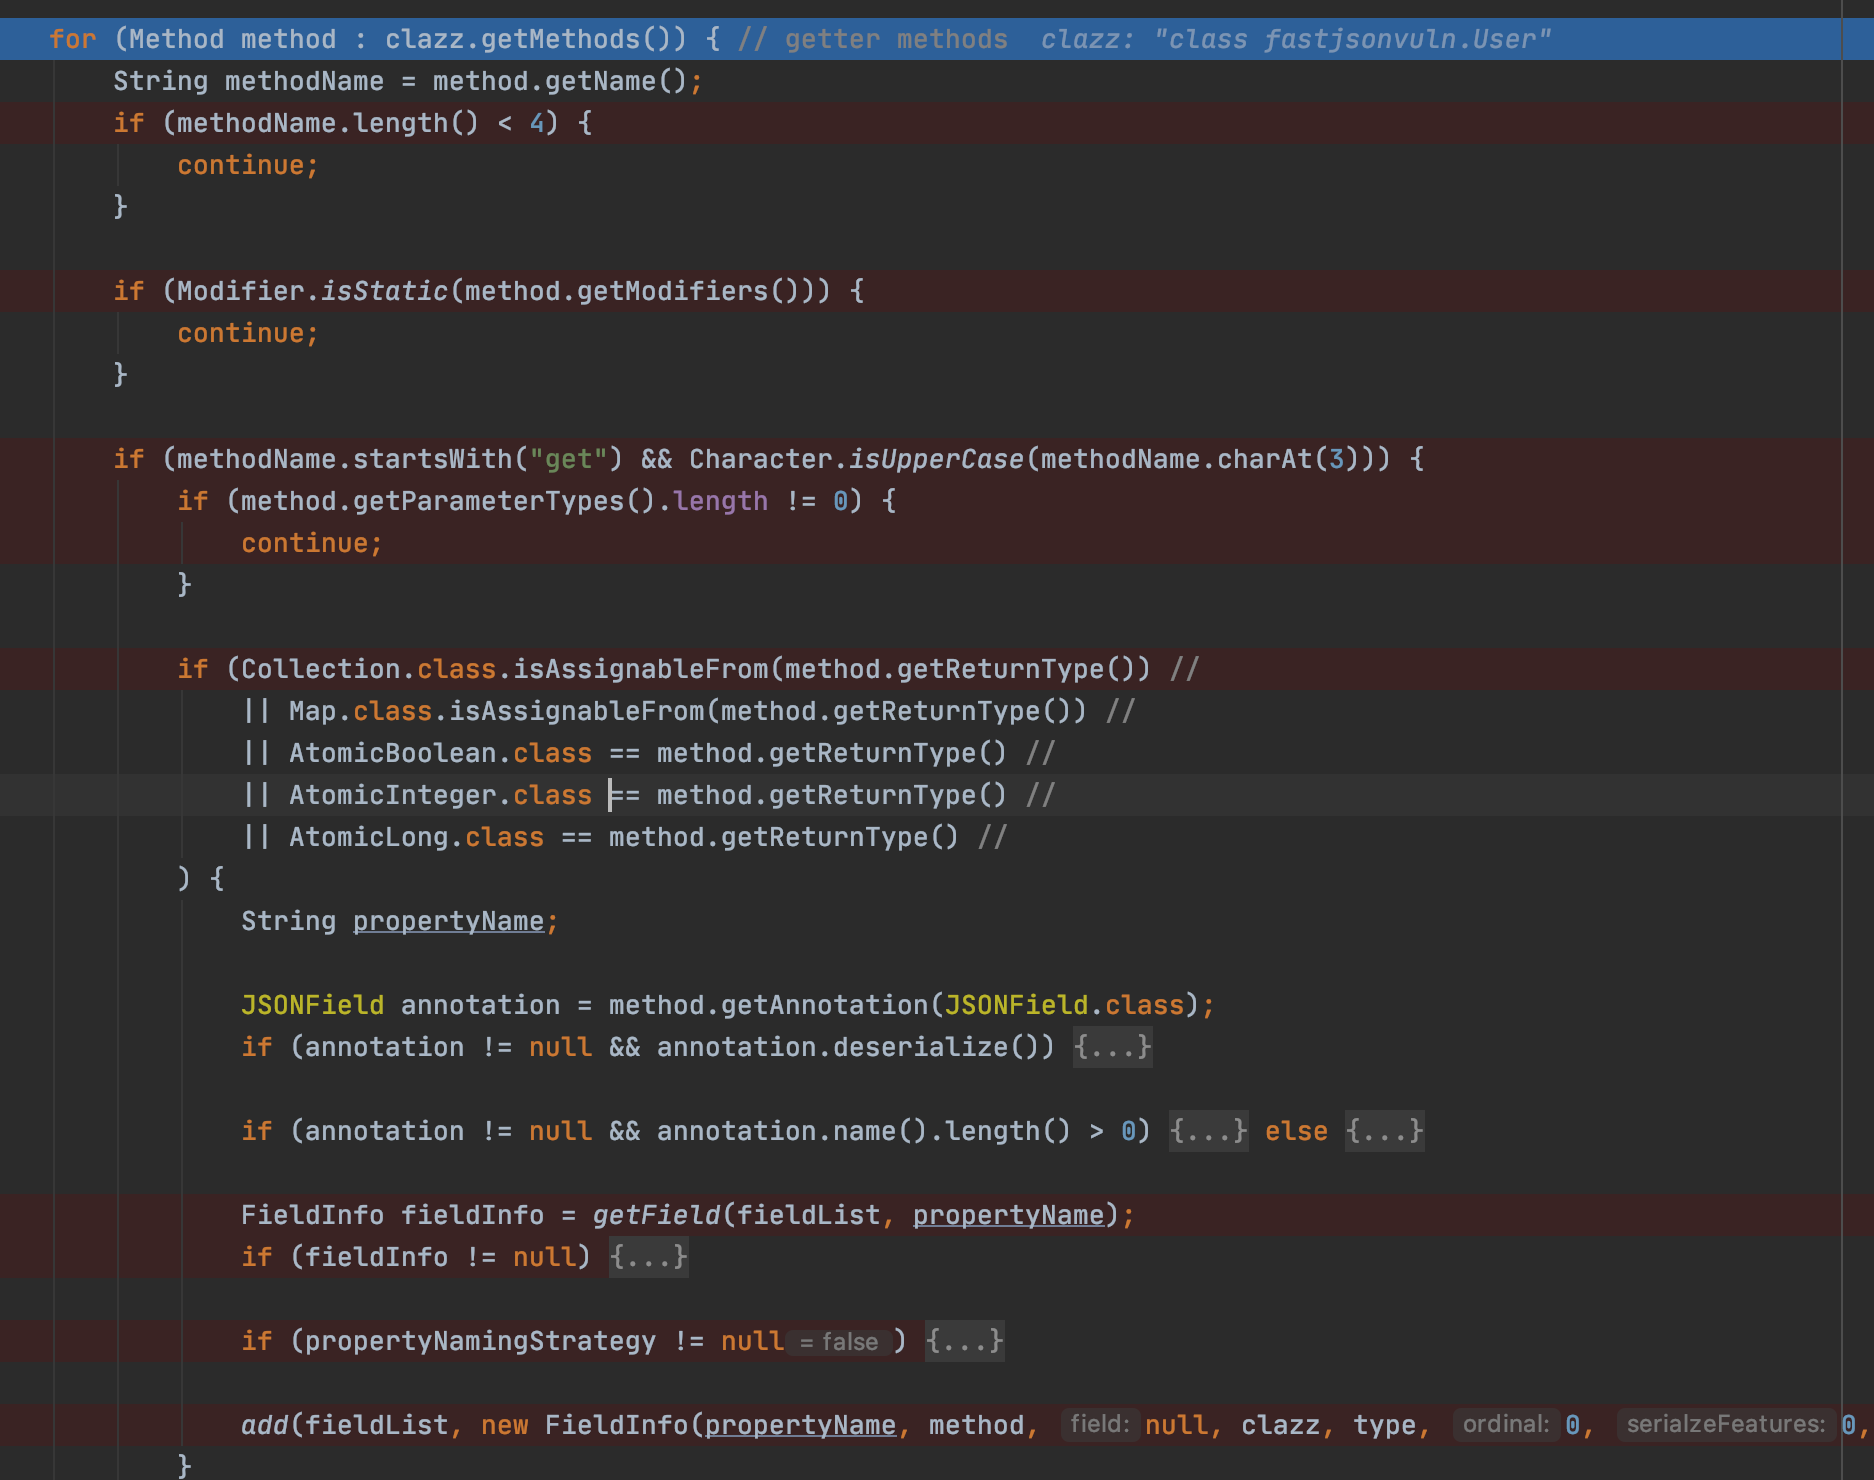 for (Method method : clazz.getMethods()) { // getter methods  clazz: "class fastjsonvuln.User"
String methodName = method.getName();
if (methodName.length() < 4) {
continue;
}
if (Modifier.isStatic(method.getModifiers())) {
continue;
}
if (methodName.startsWith("get") && Character.isUpperCase(methodName.charAt(3))) {
if (method.getParameterTypes().length != 0) {
continue;
}
if (Collection.class.isAssignableFrom(method.getReturnType()) //
|| Map.class.isAssignableFrom(method.getReturnType()) //
|| AtomicBoolean.class == method.getReturnType() //
|| AtomicInteger.class == method.getReturnType() //
|| AtomicLong.class == method.getReturnType() //
) {
String propertyName;
JSONField annotation = method.getAnnotation(JSONField.class);
if (annotation != null && annotation.deserialize()) {...}
if (annotation != null && annotation.name().length() > 0) {...} else {...}
FieldInfo fieldInfo = getField(fieldList, propertyName);
if (fieldInfo != null) {...}
if (propertyNamingStrategy != null = false ) {...}
add(fieldList, new FieldInfo(propertyName, method, field: null, clazz, type, ordinal: 0, serialzeFeatures: 0,
}